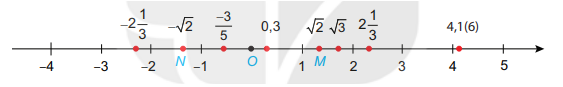 −2 1/3 −√2 −3/5 0,3 √2 √3 2 1/3 4,1(6)
−4 −3 −2 N −1 O 1 M 2 3 4 5